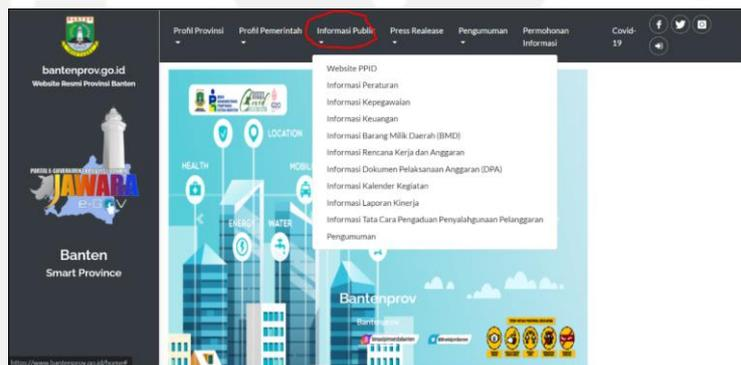 Profil Provinsi
Profil Pemerintah
Informasi Publik
Press Realease
Pengumuman
Permohonan
Informasi
Covid-
19
bantenprov.go.id
Website Resmi Provinsi Banten
JAWARA
e-GOV
Banten
Smart Province
Website PPID
Informasi Peraturan
Informasi Kepegawaian
Informasi Keuangan
Informasi Barang Milik Daerah (BMD)
Informasi Rencana Kerja dan Anggaran
Informasi Dokumen Pelaksanaan Anggaran (DPA)
Informasi Kalender Kegiatan
Informasi Laporan Kinerja
Informasi Tata Cara Pengaduan Penyalahgunaan Pelanggaran
Pengumuman
LOCATION
HEALTH
ENERGY
WATER
Bantenprov
https://www.bantenprov.go.id/home#